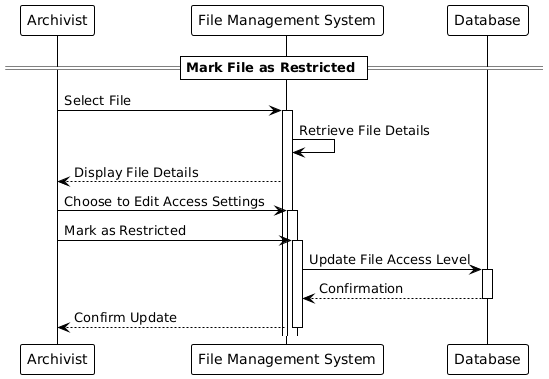 Archivist
File Management System
Database
Mark File as Restricted
Select File
Retrieve File Details
Display File Details
Choose to Edit Access Settings
Mark as Restricted
Update File Access Level
Confirmation
Confirm Update
Archivist
File Management System
Database